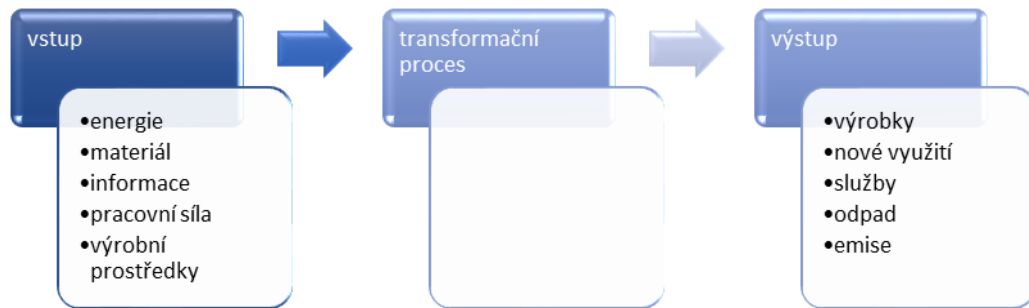 vstup
•energie
•materiál
•informace
•pracovní síla
•výrobní
prostředky
transformační
proces
výstup
•výrobky
•nové využití
•služby
•odpad
•emise